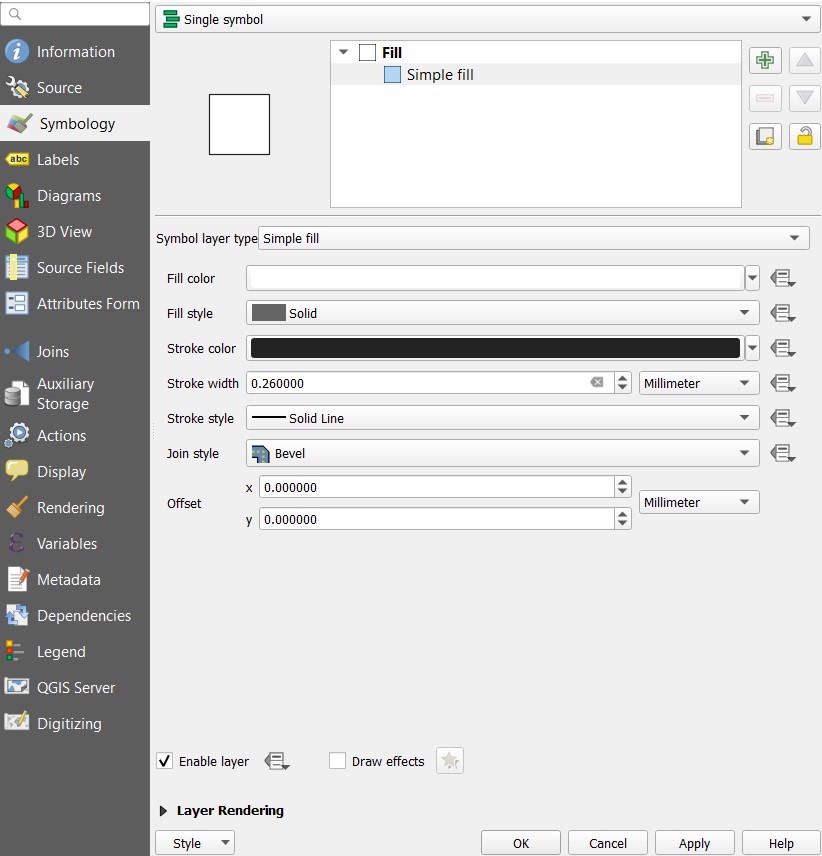 Single symbol
Information
Source
Symbology
Labels
Diagrams
3D View
Source Fields
Attributes Form
Joins
Auxiliary
Storage
Actions
Display
Rendering
Variables
Metadata
Dependencies
Legend
QGIS Server
Digitizing
Fill
Simple fill
Symbol layer type Simple fill
Fill color
Fill style Solid
Stroke color
Stroke width 0.260000 Millimeter
Stroke style Solid Line
Join style Bevel
Offset
x 0.000000
y 0.000000
Millimeter
Enable layer
Draw effects
Layer Rendering
Style
OK
Cancel
Apply
Help
abc